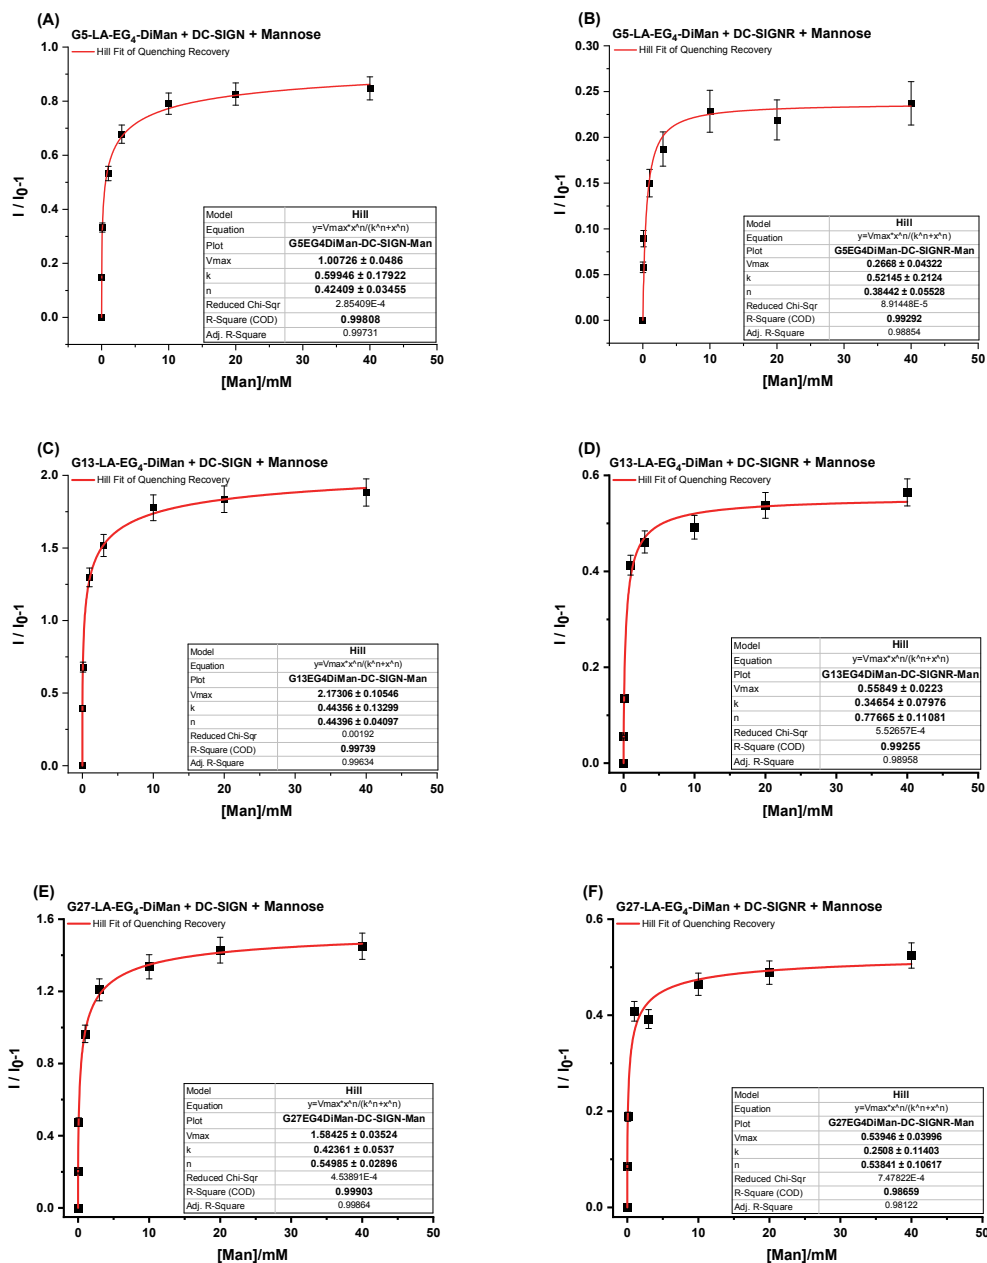 (A)
G5-LA-EG4-DiMan + DC-SIGN + Mannose
Hill Fit of Quenching Recovery
1.0
0.8
0.6
0.4
0.2
0.0
I / I0-1
0 10 20 30 40 50
[Man]/mM
Model Hill
Equation y=Vmax*x^n/(k^n+x^n)
Plot G5EG4DiMan-DC-SIGN-Man
Vmax 1.00726 ± 0.0486
k 0.59946 ± 0.17922
n 0.42409 ± 0.03455
Reduced Chi-Sqr 2.85409E-4
R-Square (COD) 0.99808
Adj. R-Square 0.99731
(B)
G5-LA-EG4-DiMan + DC-SIGNR + Mannose
Hill Fit of Quenching Recovery
0.30
0.25
0.20
0.15
0.10
0.05
0.00
I / I0-1
0 10 20 30 40 50
[Man]/mM
Model Hill
Equation y=Vmax*x^n/(k^n+x^n)
Plot G5EG4DiMan-DC-SIGNR-Man
Vmax 0.2668 ± 0.04322
k 0.52145 ± 0.2124
n 0.38442 ± 0.05528
Reduced Chi-Sqr 8.91448E-5
R-Square (COD) 0.99292
Adj. R-Square 0.98854
(C)
G13-LA-EG4-DiMan + DC-SIGN + Mannose
Hill Fit of Quenching Recovery
2.0
1.5
1.0
0.5
0.0
I / I0-1
0 10 20 30 40 50
[Man]/mM
Model Hill
Equation y=Vmax*x^n/(k^n+x^n)
Plot G13EG4DiMan-DC-SIGN-Man
Vmax 2.17306 ± 0.10546
k 0.44356 ± 0.13299
n 0.44396 ± 0.04097
Reduced Chi-Sqr 0.00192
R-Square (COD) 0.99739
Adj. R-Square 0.99634
(D)
G13-LA-EG4-DiMan + DC-SIGNR + Mannose
Hill Fit of Quenching Recovery
0.6
0.4
0.2
0.0
I / I0-1
0 10 20 30 40 50
[Man]/mM
Model Hill
Equation y=Vmax*x^n/(k^n+x^n)
Plot G13EG4DiMan-DC-SIGNR-Man
Vmax 0.55849 ± 0.0223
k 0.34654 ± 0.07976
n 0.77665 ± 0.11081
Reduced Chi-Sqr 5.52657E-4
R-Square (COD) 0.99255
Adj. R-Square 0.98958
(E)
G27-LA-EG4-DiMan + DC-SIGN + Mannose
Hill Fit of Quenching Recovery
1.6
1.2
0.8
0.4
0.0
I / I0-1
0 10 20 30 40 50
[Man]/mM
Model Hill
Equation y=Vmax*x^n/(k^n+x^n)
Plot G27EG4DiMan-DC-SIGN-Man
Vmax 1.58425 ± 0.03524
k 0.42361 ± 0.0537
n 0.54985 ± 0.02896
Reduced Chi-Sqr 4.53891E-4
R-Square (COD) 0.99903
Adj. R-Square 0.99864
(F)
G27-LA-EG4-DiMan + DC-SIGNR + Mannose
Hill Fit of Quenching Recovery
0.6
0.4
0.2
0.0
I / I0-1
0 10 20 30 40 50
[Man]/mM
Model Hill
Equation y=Vmax*x^n/(k^n+x^n)
Plot G27EG4DiMan-DC-SIGNR-Man
Vmax 0.53946 ± 0.03996
k 0.2508 ± 0.11403
n 0.53841 ± 0.10617
Reduced Chi-Sqr 7.47822E-4
R-Square (COD) 0.98659
Adj. R-Square 0.98122